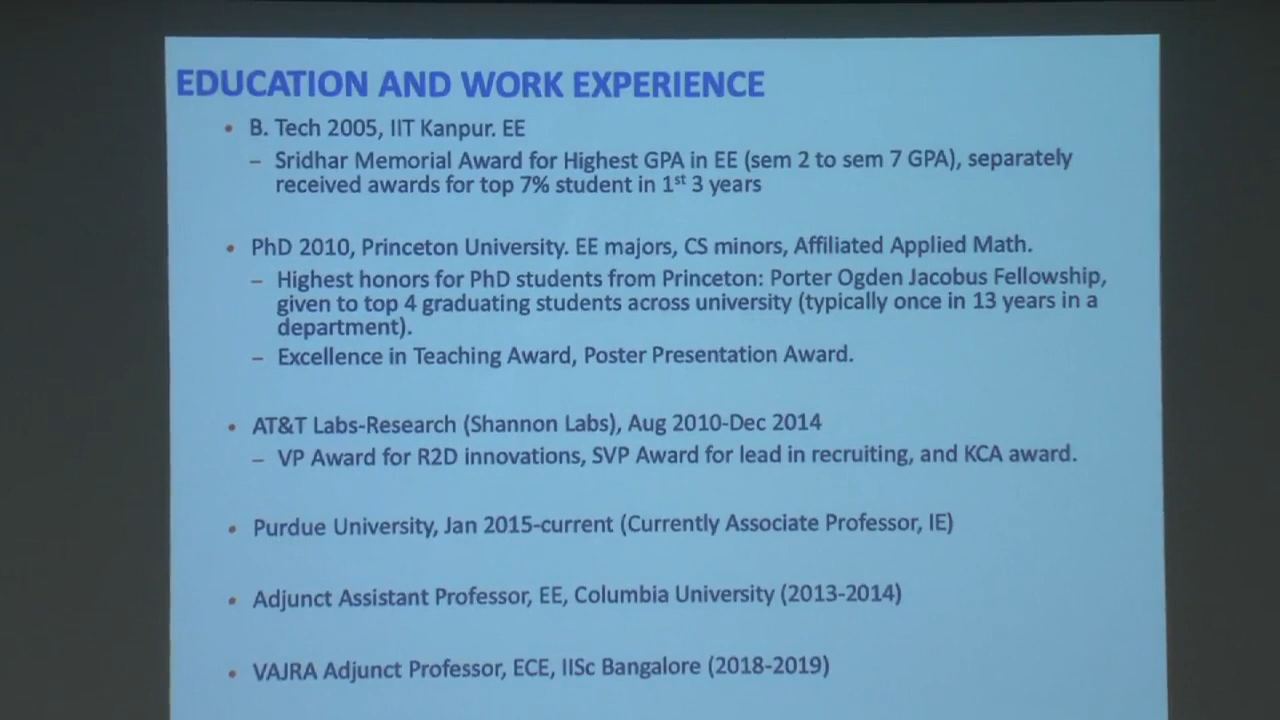 EDUCATION AND WORK EXPERIENCE
• B. Tech 2005, IIT Kanpur. EE
– Sridhar Memorial Award for Highest GPA in EE (sem 2 to sem 7 GPA), separately
received awards for top 7% student in 1st 3 years
• PhD 2010, Princeton University. EE majors, CS minors, Affiliated Applied Math.
– Highest honors for PhD students from Princeton: Porter Ogden Jacobus Fellowship,
given to top 4 graduating students across university (typically once in 13 years in a
department).
– Excellence in Teaching Award, Poster Presentation Award.
• AT&T Labs-Research (Shannon Labs), Aug 2010-Dec 2014
– VP Award for R2D innovations, SVP Award for lead in recruiting, and KCA award.
• Purdue University, Jan 2015-current (Currently Associate Professor, IE)
• Adjunct Assistant Professor, EE, Columbia University (2013-2014)
• VAJRA Adjunct Professor, ECE, IISc Bangalore (2018-2019)